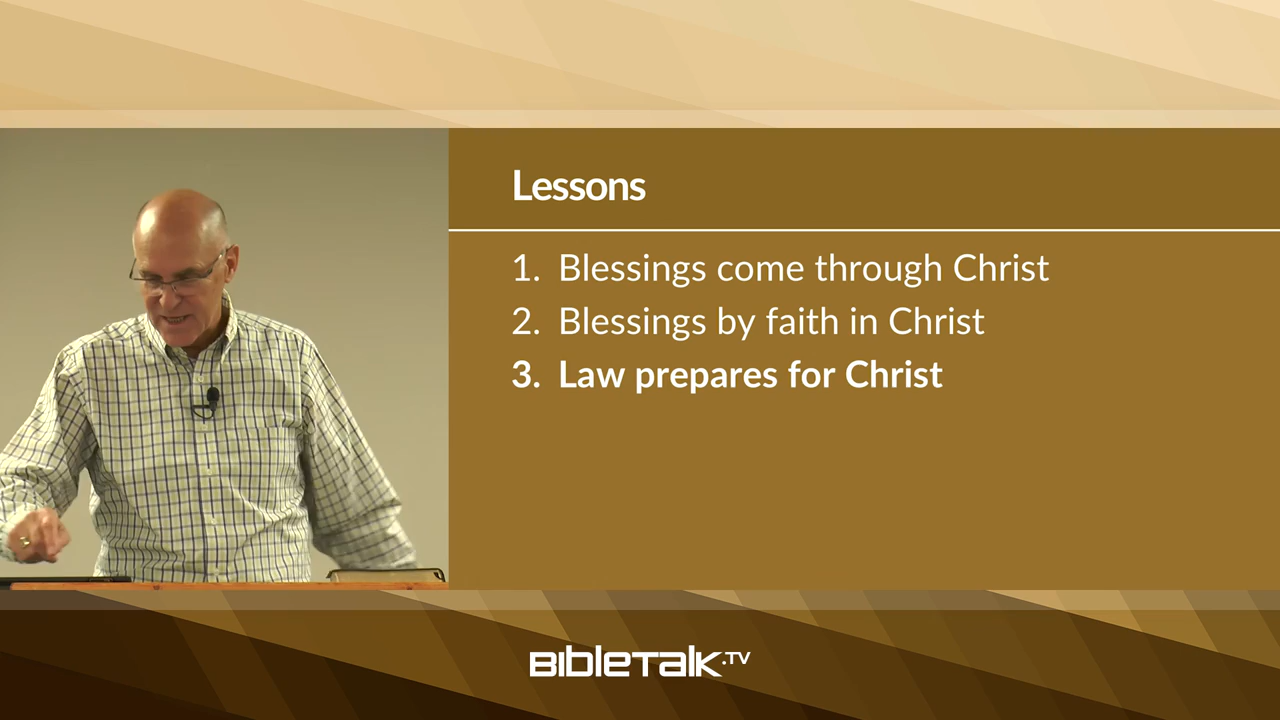 Lessons
1. Blessings come through Christ
2. Blessings by faith in Christ
3. Law prepares for Christ
BIBLETALK.TV